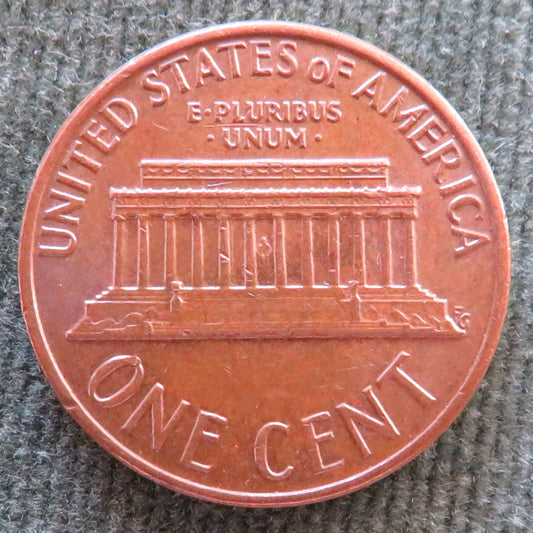 UNITED STATES OF AMERICA
E·PLURIBUS
·UNUM·
ONE CENT